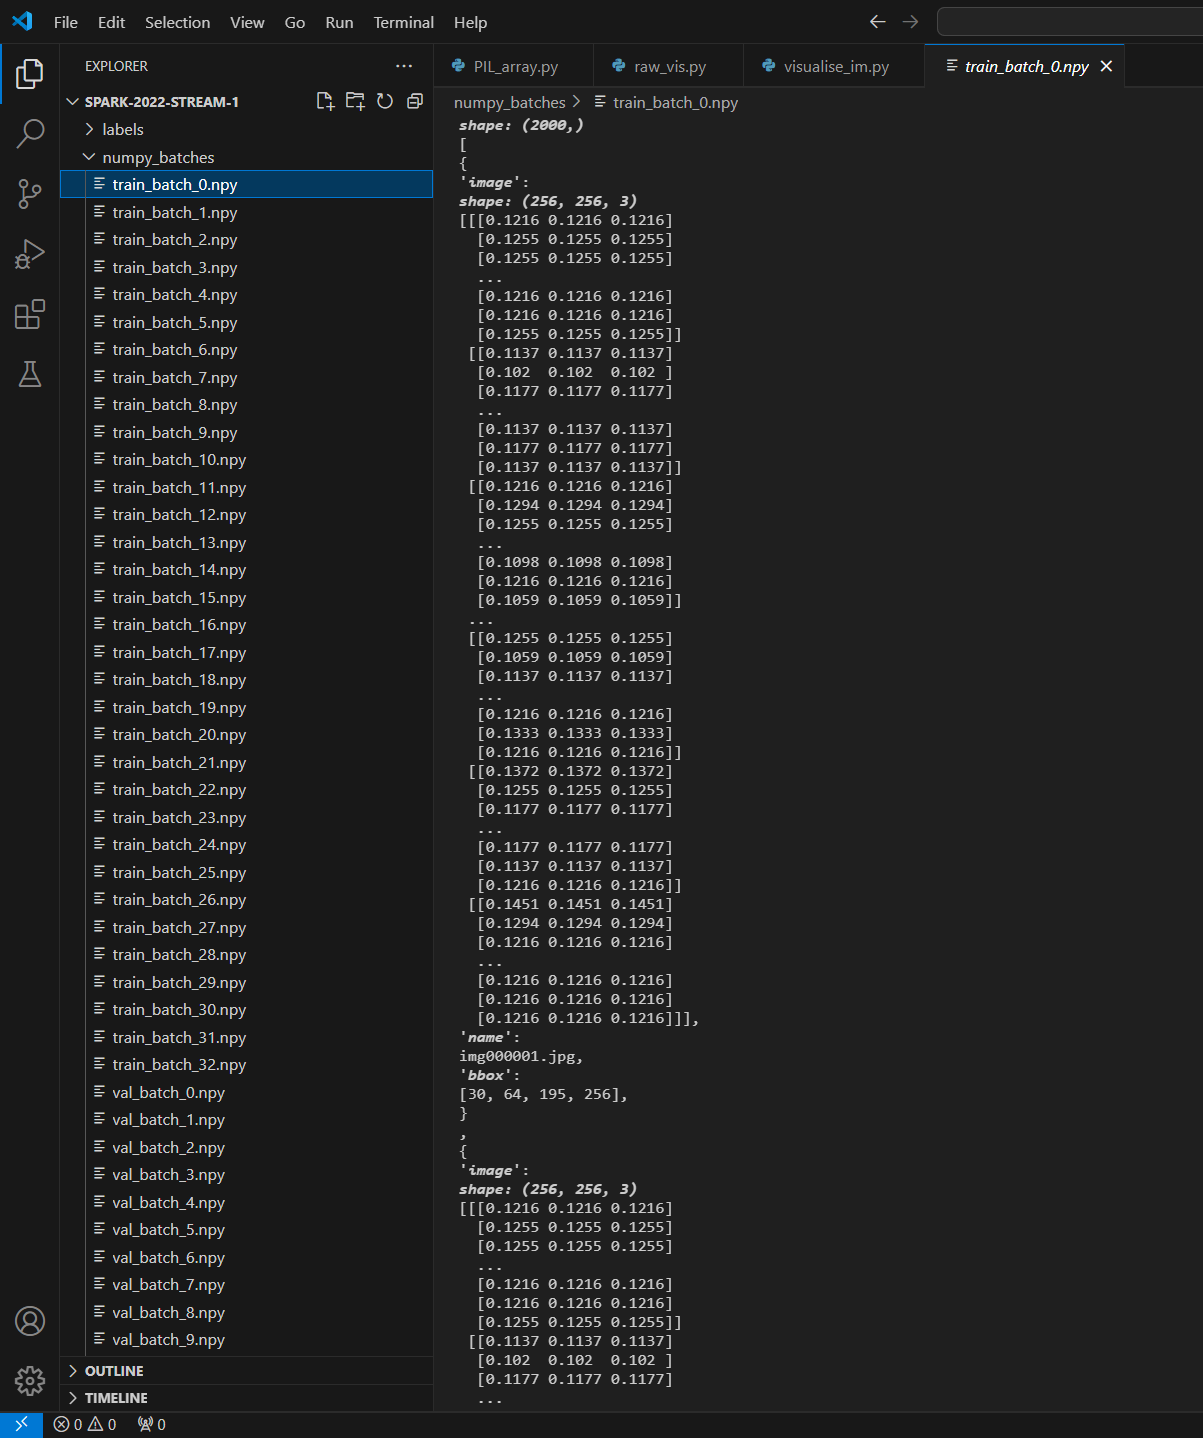 File Edit Selection View Go Run Terminal Help
EXPLORER
SPARK-2022-STREAM-1
labels
numpy_batches
train_batch_0.npy
train_batch_1.npy
train_batch_2.npy
train_batch_3.npy
train_batch_4.npy
train_batch_5.npy
train_batch_6.npy
train_batch_7.npy
train_batch_8.npy
train_batch_9.npy
train_batch_10.npy
train_batch_11.npy
train_batch_12.npy
train_batch_13.npy
train_batch_14.npy
train_batch_15.npy
train_batch_16.npy
train_batch_17.npy
train_batch_18.npy
train_batch_19.npy
train_batch_20.npy
train_batch_21.npy
train_batch_22.npy
train_batch_23.npy
train_batch_24.npy
train_batch_25.npy
train_batch_26.npy
train_batch_27.npy
train_batch_28.npy
train_batch_29.npy
train_batch_30.npy
train_batch_31.npy
train_batch_32.npy
val_batch_0.npy
val_batch_1.npy
val_batch_2.npy
val_batch_3.npy
val_batch_4.npy
val_batch_5.npy
val_batch_6.npy
val_batch_7.npy
val_batch_8.npy
val_batch_9.npy
OUTLINE
TIMELINE
PIL_array.py raw_vis.py visualise_im.py train_batch_0.npy
numpy_batches > train_batch_0.npy
shape: (2000,)
[
{
'image':
shape: (256, 256, 3)
[[[0.1216 0.1216 0.1216]
[0.1255 0.1255 0.1255]
[0.1255 0.1255 0.1255]
...
[0.1216 0.1216 0.1216]
[0.1216 0.1216 0.1216]
[0.1255 0.1255 0.1255]]
[[0.1137 0.1137 0.1137]
[0.102  0.102  0.102 ]
[0.1177 0.1177 0.1177]
...
[0.1137 0.1137 0.1137]
[0.1177 0.1177 0.1177]
[0.1137 0.1137 0.1137]]
[[0.1216 0.1216 0.1216]
[0.1294 0.1294 0.1294]
[0.1255 0.1255 0.1255]
...
[0.1098 0.1098 0.1098]
[0.1216 0.1216 0.1216]
[0.1059 0.1059 0.1059]]
...
[[0.1255 0.1255 0.1255]
[0.1059 0.1059 0.1059]
[0.1137 0.1137 0.1137]
...
[0.1216 0.1216 0.1216]
[0.1333 0.1333 0.1333]
[0.1216 0.1216 0.1216]]
[[0.1372 0.1372 0.1372]
[0.1255 0.1255 0.1255]
[0.1177 0.1177 0.1177]
...
[0.1177 0.1177 0.1177]
[0.1137 0.1137 0.1137]
[0.1216 0.1216 0.1216]]
[[0.1451 0.1451 0.1451]
[0.1294 0.1294 0.1294]
[0.1216 0.1216 0.1216]
...
[0.1216 0.1216 0.1216]
[0.1216 0.1216 0.1216]
[0.1216 0.1216 0.1216]]],
'name':
img000001.jpg,
'bbox':
[30, 64, 195, 256],
}
,
{
'image':
shape: (256, 256, 3)
[[[0.1216 0.1216 0.1216]
[0.1255 0.1255 0.1255]
[0.1255 0.1255 0.1255]
...
[0.1216 0.1216 0.1216]
[0.1216 0.1216 0.1216]
[0.1255 0.1255 0.1255]]
[[0.1137 0.1137 0.1137]
[0.102  0.102  0.102 ]
[0.1177 0.1177 0.1177]
...
0 0 0